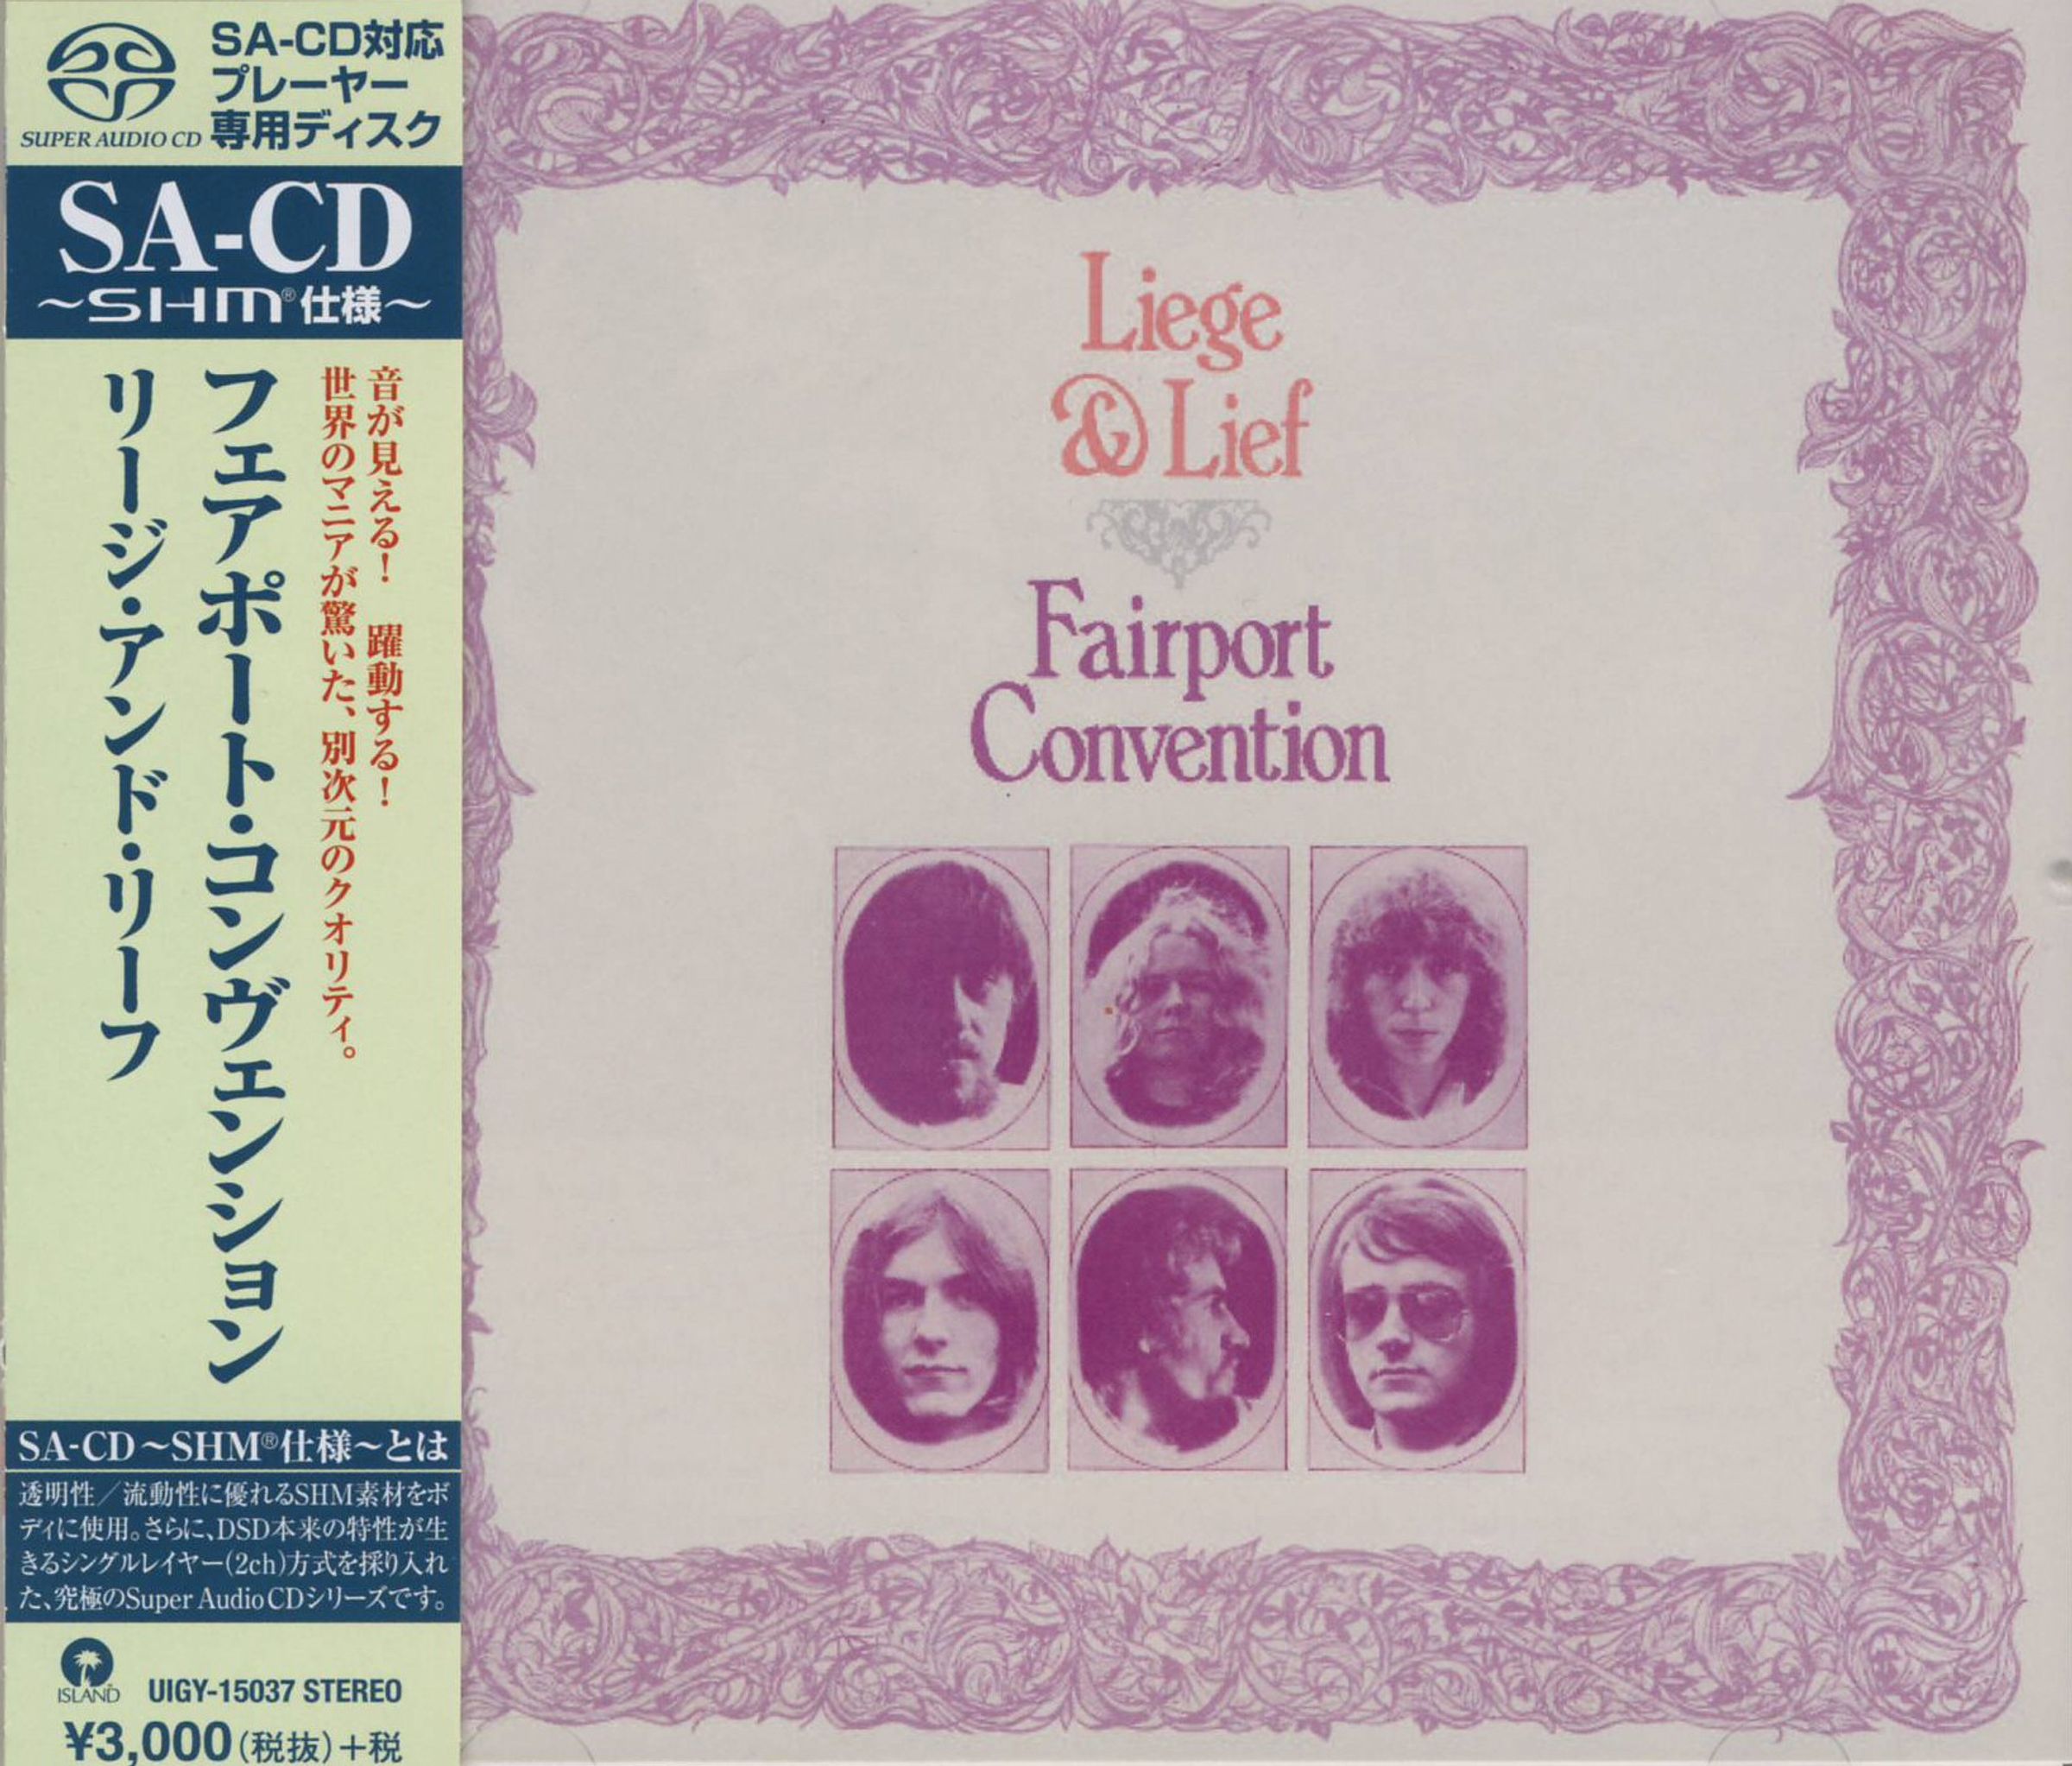 SUPER AUDIO CD
SA-CD対応
プレーヤー
専用ディスク
SA-CD
～SHM®仕様～
音が見える！ 躍動する！
世界のマニアが驚いた、別次元のクオリティ。
フェアポート・コンヴェンション
リージ・アンド・リーフ
SA-CD～SHM®仕様～とは
透明性／流動性に優れるSHM素材をボ
ディに使用。さらに、DSD本来の特性が生
きるシングルレイヤー(2ch)方式を採り入れ
た、究極のSuper Audio CDシリーズです。
ISLAND
UIGY-15037 STEREO
¥3,000(税抜)+税
Liege
& Lief
Fairport
Convention